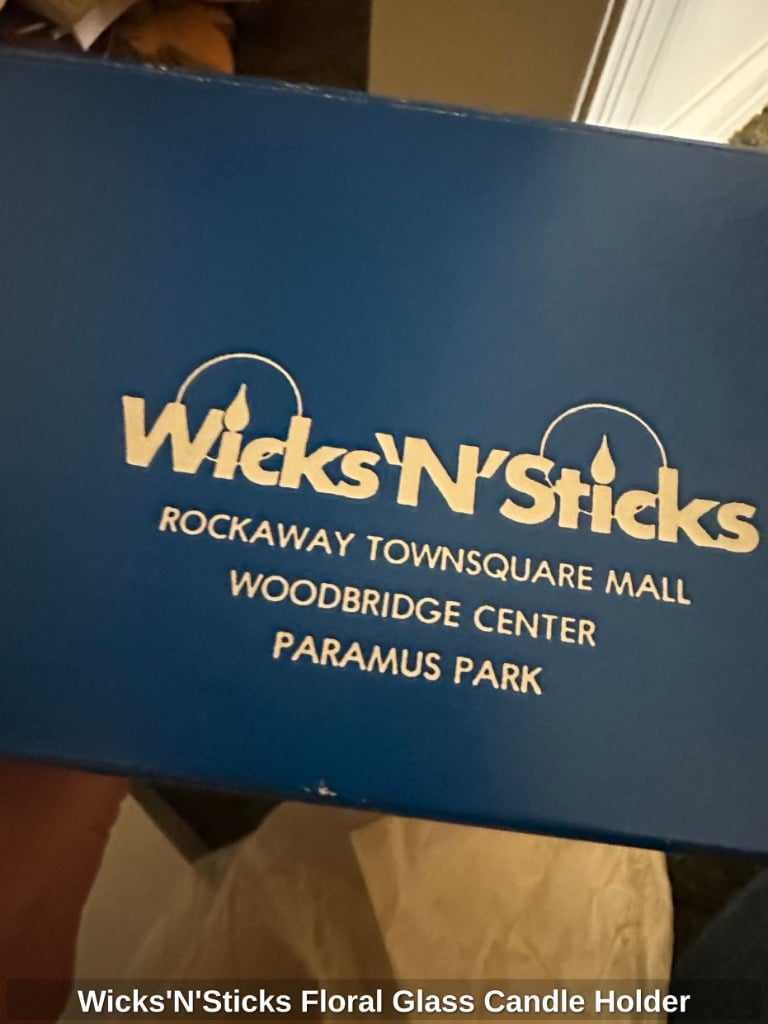 Wicks'N'Sticks
ROCKAWAY TOWNSQUARE MALL
WOODBRIDGE CENTER
PARAMUS PARK
Wicks'N'Sticks Floral Glass Candle Holder